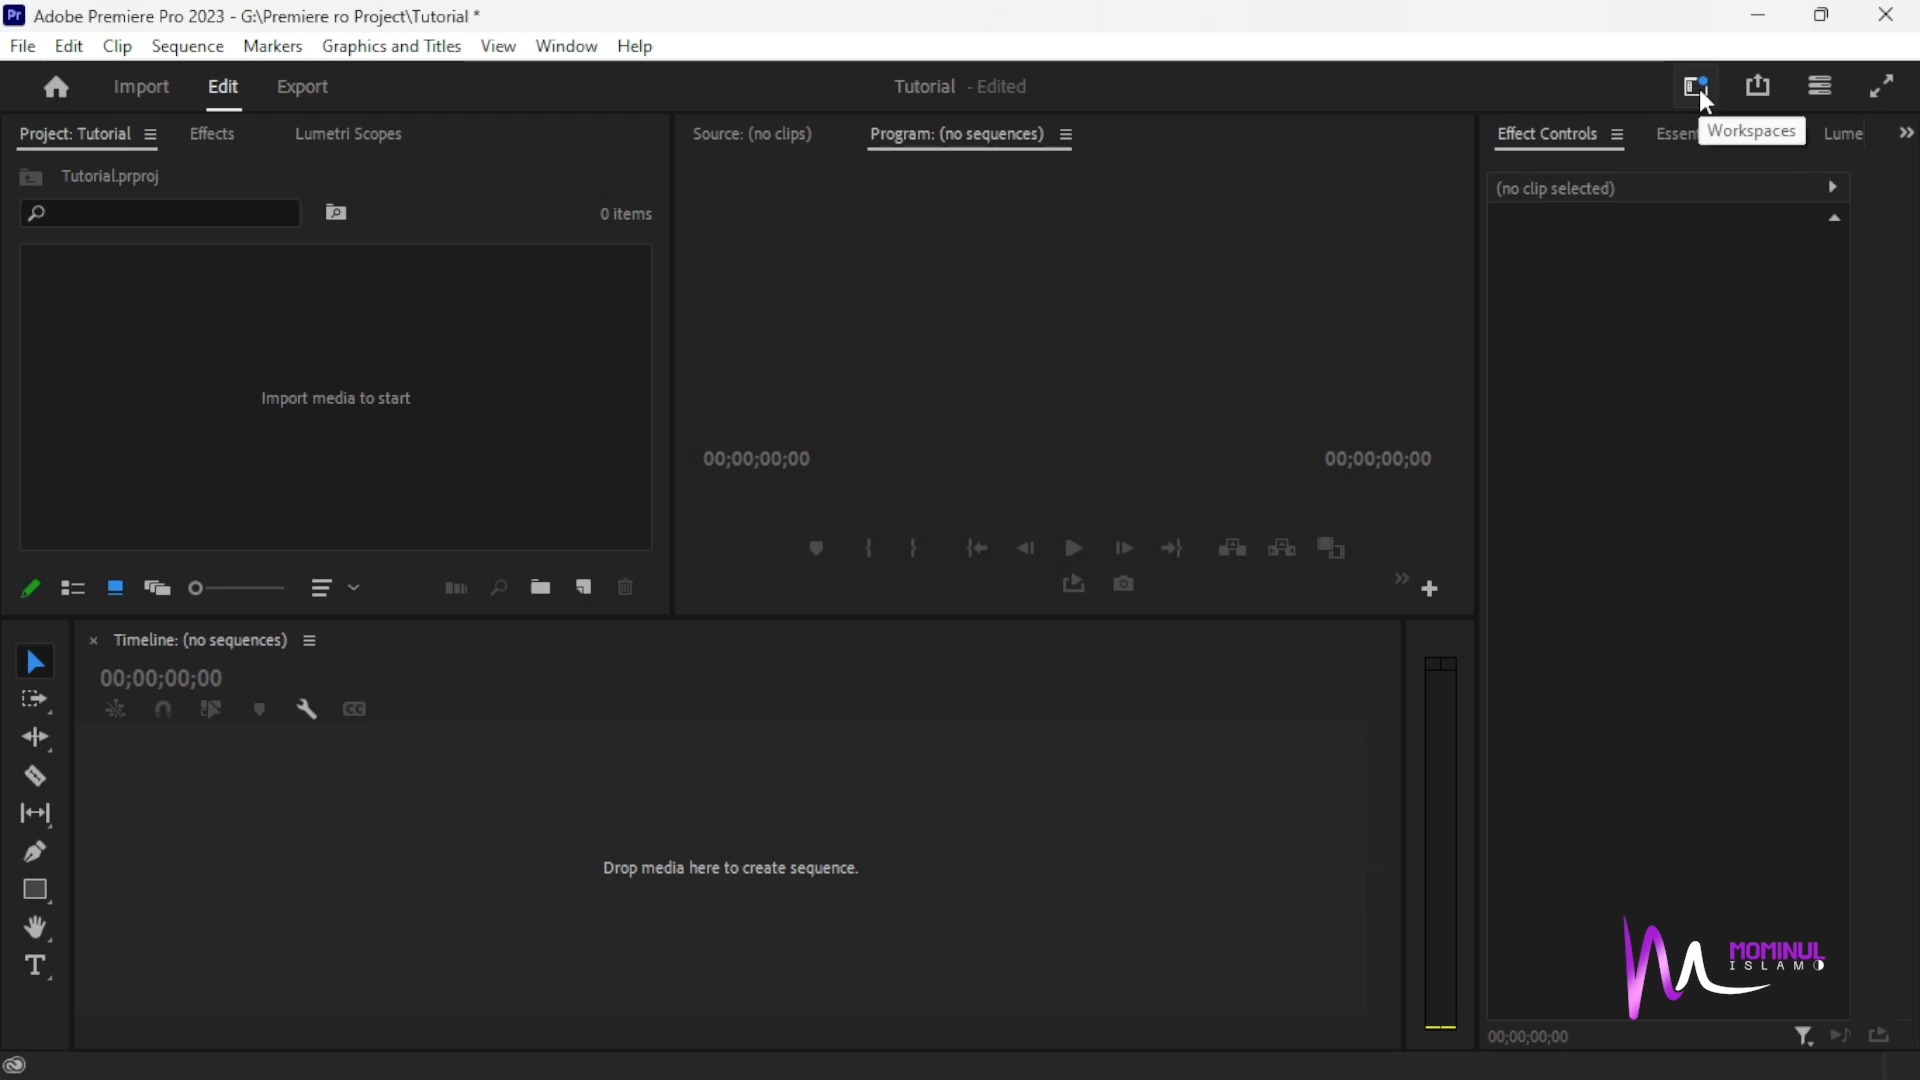 Pr Adobe Premiere Pro 2023 - G:\Premiere ro Project\Tutorial *
File Edit Clip Sequence Markers Graphics and Titles View Window Help
Import Edit Export Tutorial - Edited
Project: Tutorial Effects Lumetri Scopes Source: (no clips) Program: (no sequences) Effect Controls Essen Workspaces Lume
Tutorial.prproj
(no clip selected)
0 items
Import media to start
00;00;00;00 00;00;00;00
Timeline: (no sequences)
00;00;00;00
CC
Drop media here to create sequence.
T
MOMINUL
ISLAM
00;00;00;00